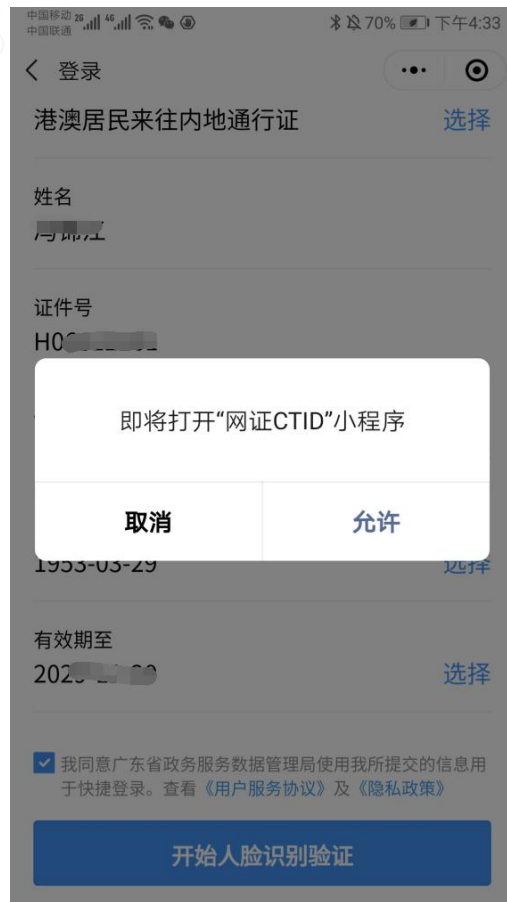 中国移动 2G 4G 70% 下午4:33
中国联通
登录
港澳居民来往内地通行证 选择
姓名
证件号
H0
即将打开“网证CTID”小程序
取消 允许
1953-03-29 选择
有效期至
202 选择
我同意广东省政务服务数据管理局使用我所提交的信息用
于快捷登录。查看《用户服务协议》及《隐私政策》
开始人脸识别验证